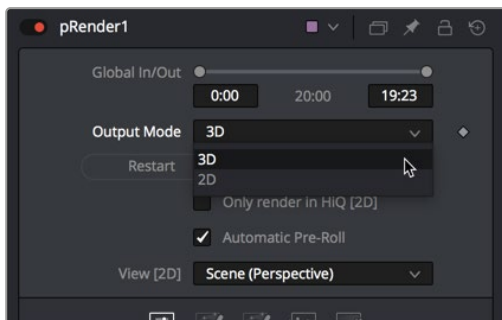 pRender1
Global In/Out
0:00 20:00 19:23
Output Mode 3D
Restart 3D
2D
Only render in HiQ [2D]
Automatic Pre-Roll
View [2D] Scene (Perspective)